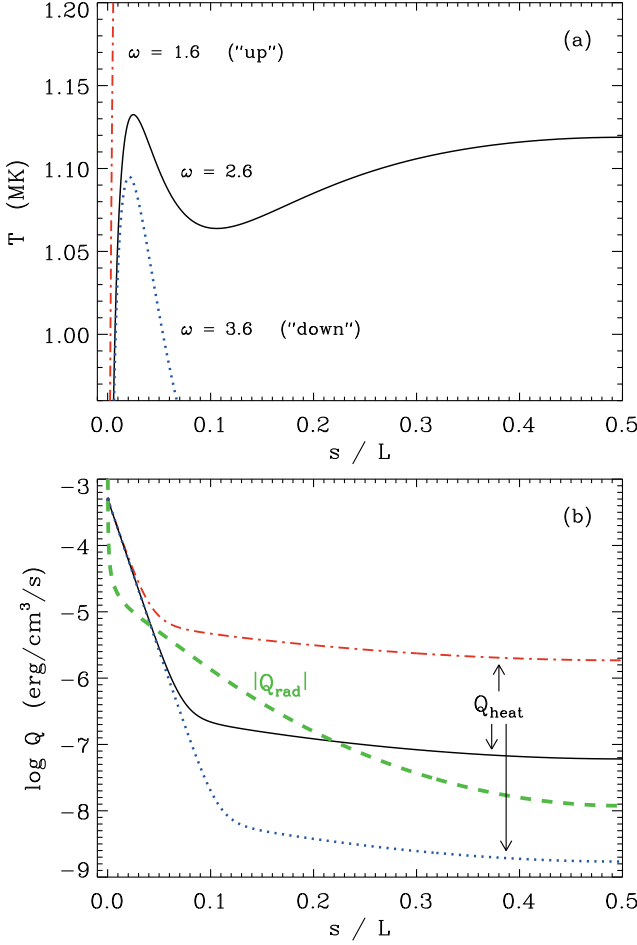 1.20
1.15
1.10
1.05
1.00
T (MK)
(a)
ω = 1.6 ("up")
ω = 2.6
ω = 3.6 ("down")
0.0 0.1 0.2 0.3 0.4 0.5
s / L
−3
−4
−5
−6
−7
−8
−9
log Q (erg/cm³/s)
(b)
|Q_rad|
Q_heat
0.0 0.1 0.2 0.3 0.4 0.5
s / L